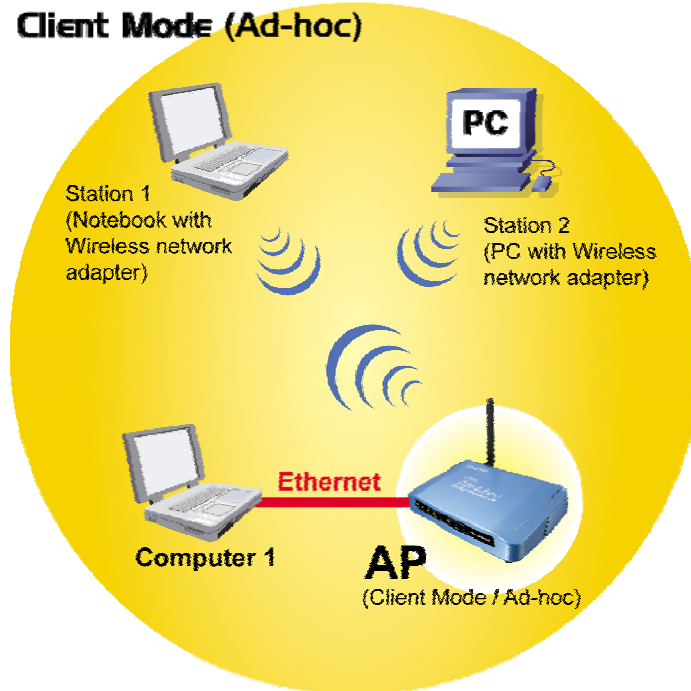 Client Mode (Ad-hoc)
PC
Station 1
(Notebook with
Wireless network
adapter)
Station 2
(PC with Wireless
network adapter)
Ethernet
Computer 1
AP
(Client Mode / Ad-hoc)